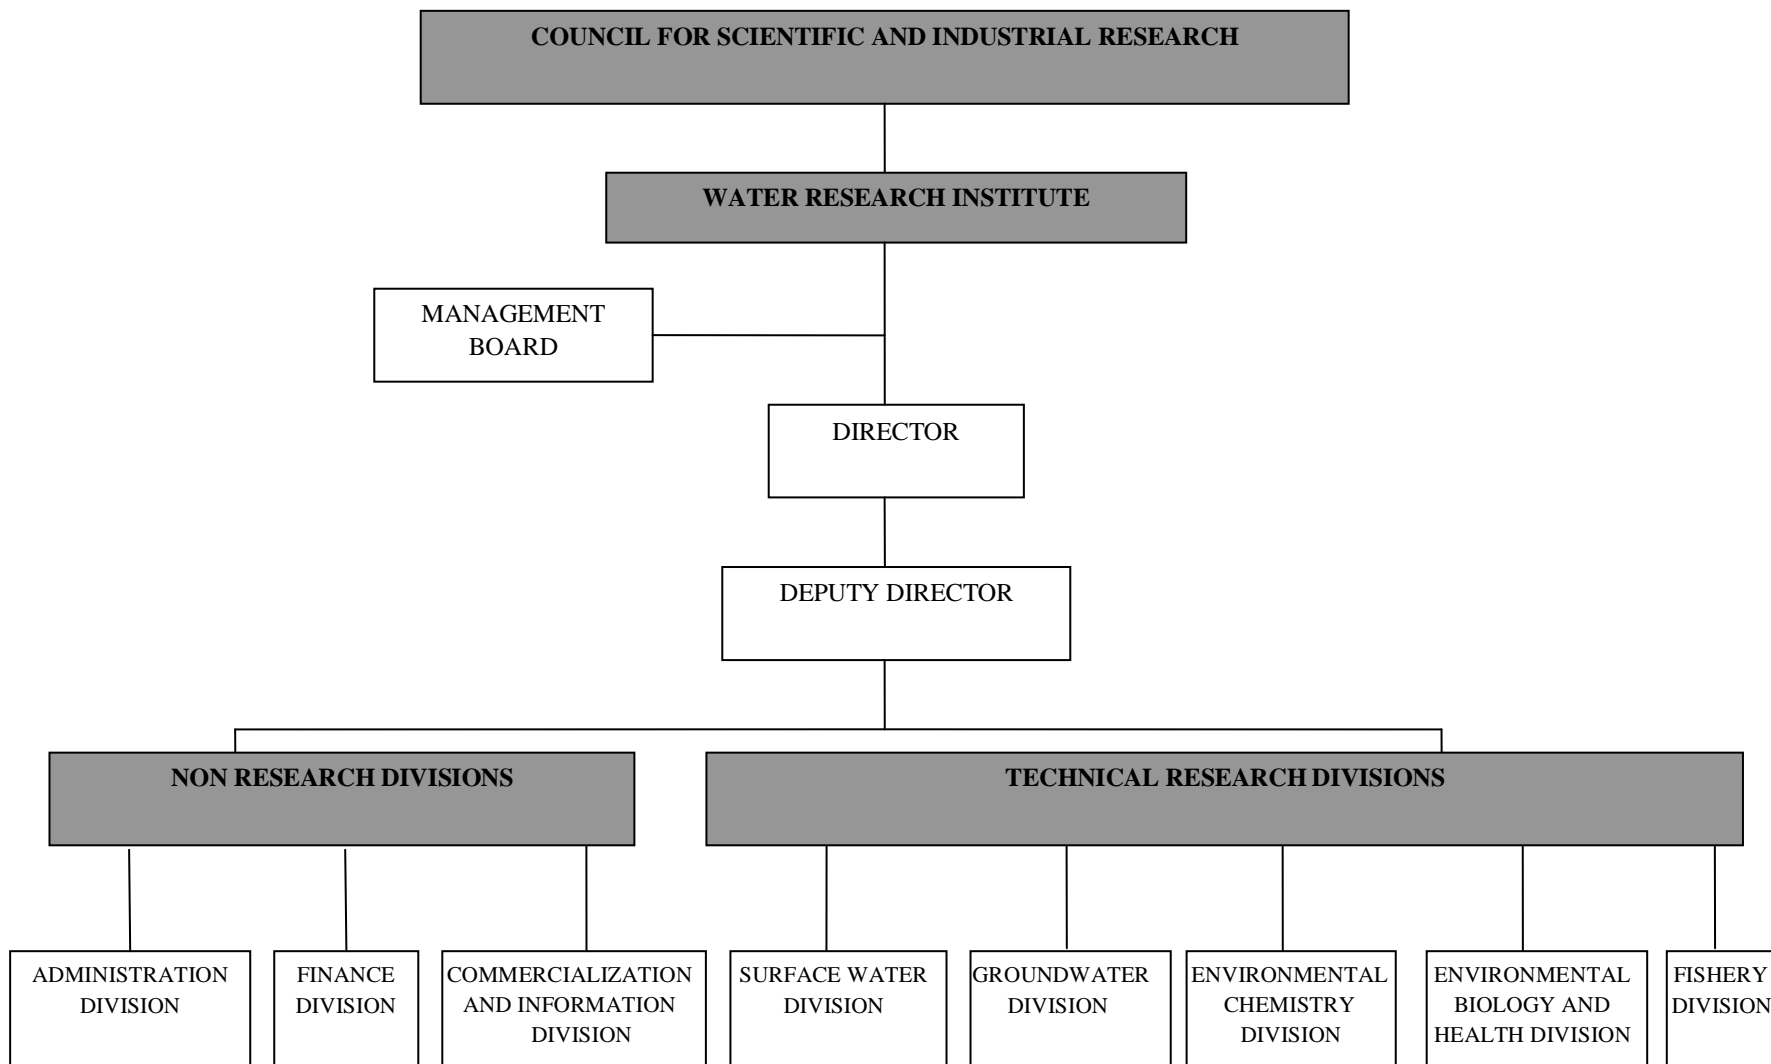 COUNCIL FOR SCIENTIFIC AND INDUSTRIAL RESEARCH
WATER RESEARCH INSTITUTE
MANAGEMENT
BOARD
DIRECTOR
DEPUTY DIRECTOR
NON RESEARCH DIVISIONS
TECHNICAL RESEARCH DIVISIONS
ADMINISTRATION
DIVISION
FINANCE
DIVISION
COMMERCIALIZATION
AND INFORMATION
DIVISION
SURFACE WATER
DIVISION
GROUNDWATER
DIVISION
ENVIRONMENTAL
CHEMISTRY
DIVISION
ENVIRONMENTAL
BIOLOGY AND
HEALTH DIVISION
FISHERY
DIVISION